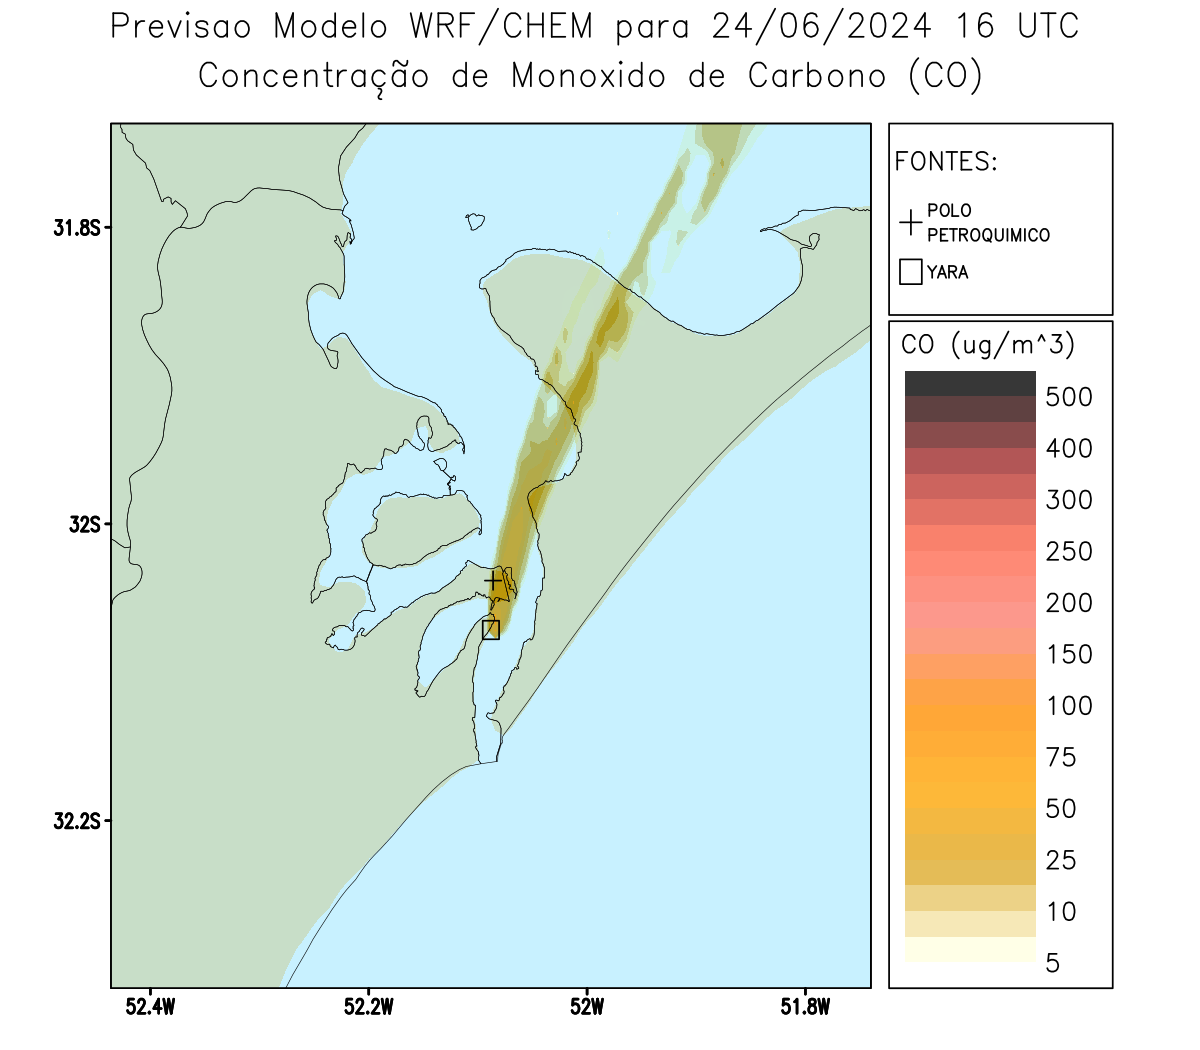 Previsao Modelo WRF/CHEM para 24/06/2024 16 UTC
Concentração de Monoxido de Carbono (CO)
FONTES:
POLO
PETROQUIMICO
YARA
CO (ug/m^3)
500
400
300
250
200
150
100
75
50
25
10
5
31.8S
32S
32.2S
52.4W
52.2W
52W
51.8W